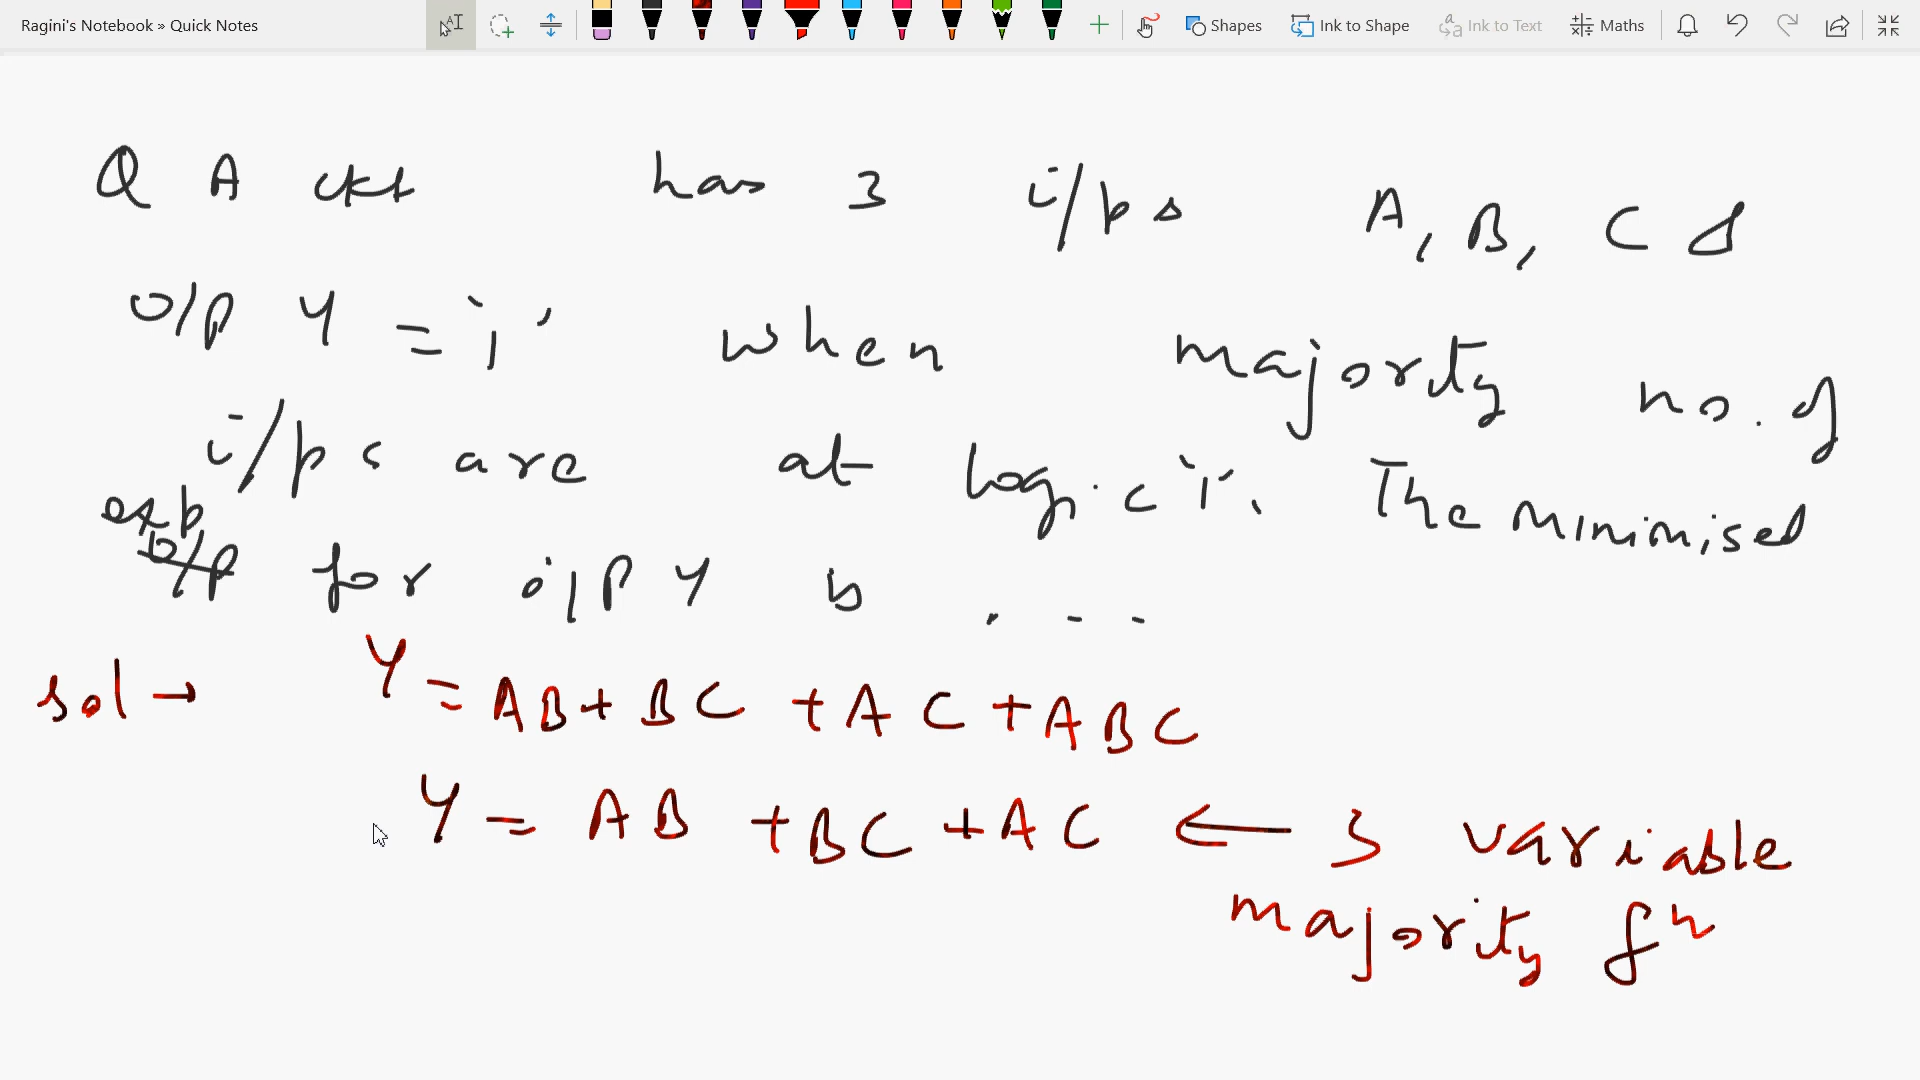 Ragini's Notebook » Quick Notes
Shapes Ink to Shape Ink to Text Maths
Q A ckt has 3 i/ps A, B, C &
O/P Y = '1' when majority no. of
i/ps are at logic '1'. The minimised
exp
o/p for o/p Y is ...
sol → Y = AB + BC + AC + ABC
Y = AB + BC + AC ← 3 variable
majority fn